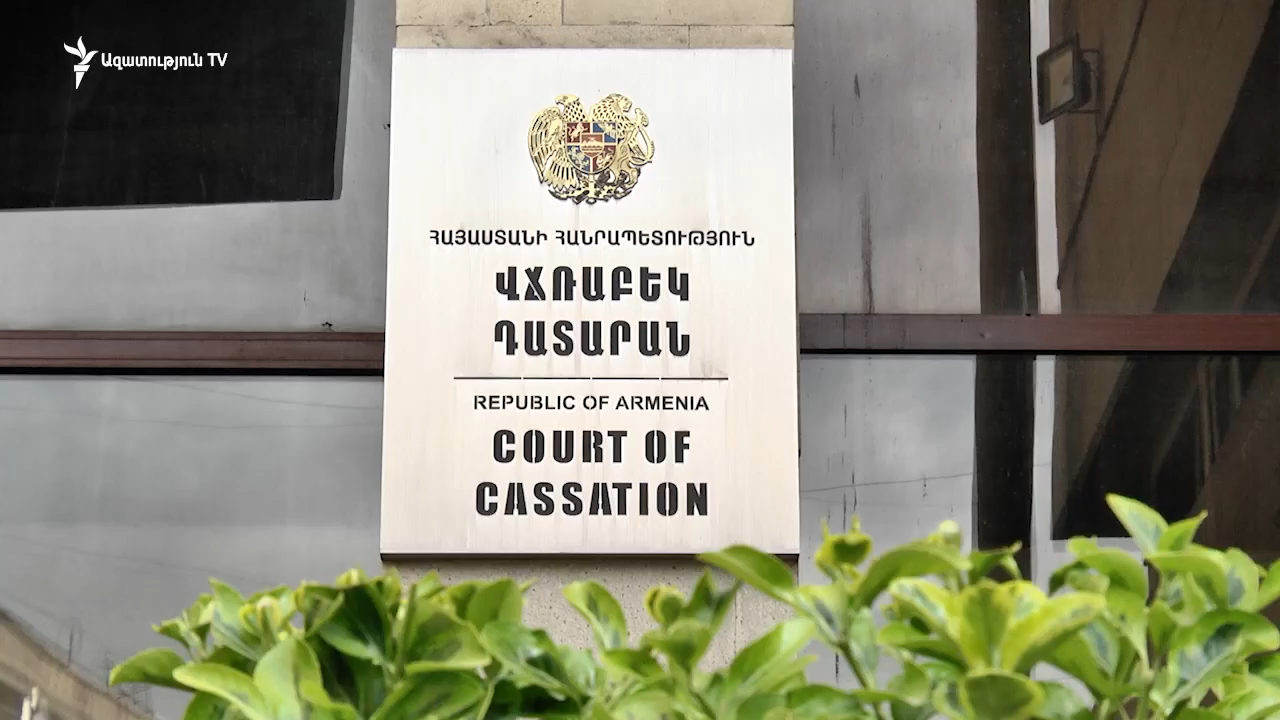 Ազատություն TV
ՀԱՅԱՍՏԱՆԻ ՀԱՆՐԱՊԵՏՈՒԹՅՈՒՆ
ՎՃՌԱԲԵԿ
ԴԱՏԱՐԱՆ
REPUBLIC OF ARMENIA
COURT OF
CASSATION